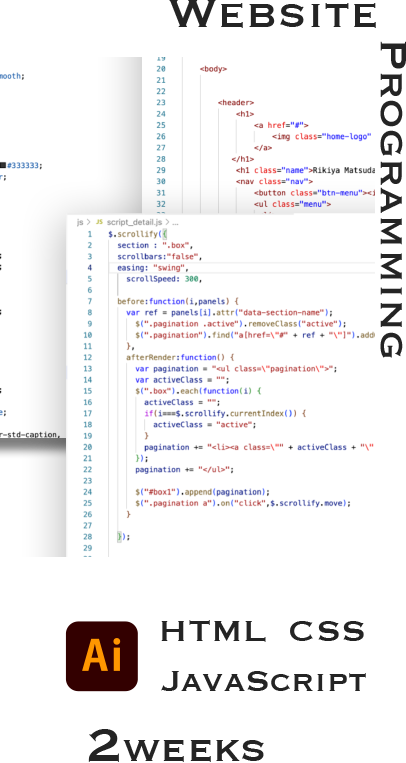 WEBSITE
PROGRAMMING
mooth;
#333333;
r;
;
;
;
;
;
e;
r-std-caption,
19
20 <body>
21
22
23 <header>
24 <h1>
25 <a href="#">
26 <img class="home-logo"
27 </a>
28 </h1>
29 <h1 class="name">Rikiya Matsuda
30 <nav class="nav">
31 <button class="btn-menu"><i
32 <ul class="menu">
js > JS script_detail.js > ...
1 $.scrollify({
2 section : ".box",
3 scrollbars:"false",
4 easing: "swing",
5 scrollSpeed: 300,
6
7 before:function(i,panels) {
8 var ref = panels[i].attr("data-section-name");
9 $(".pagination .active").removeClass("active");
10 $(".pagination").find("a[href=\"#" + ref + "\"]").add
11 },
12 afterRender:function() {
13 var pagination = "<ul class=\"pagination\">";
14 var activeClass = "";
15 $(".box").each(function(i) {
16 activeClass = "";
17 if(i===$.scrollify.currentIndex()) {
18 activeClass = "active";
19 }
20 pagination += "<li><a class=\"" + activeClass + "\"
21 });
22 pagination += "</ul>";
23
24 $("#box1").append(pagination);
25 $(".pagination a").on("click",$.scrollify.move);
26 }
27
28 });
29
Ai
HTML CSS
JAVASCRIPT
2WEEKS